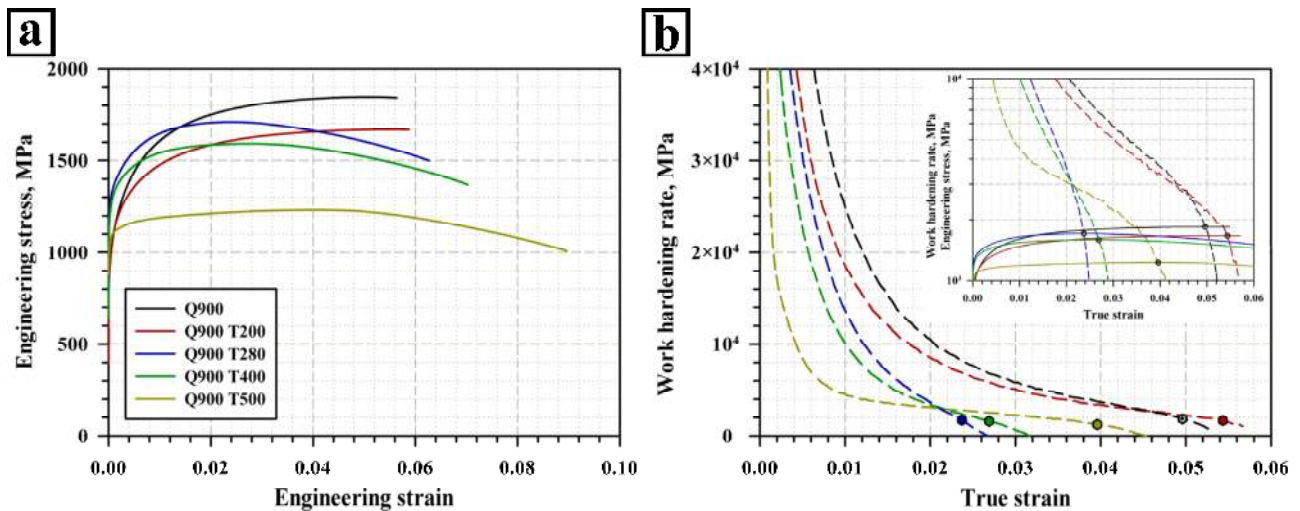 a
Engineering stress, MPa
2000
1500
1000
500
0
Q900
Q900 T200
Q900 T280
Q900 T400
Q900 T500
0.00 0.02 0.04 0.06 0.08 0.10
Engineering strain
b
Work hardening rate, MPa
4×10⁴
3×10⁴
2×10⁴
10⁴
0
0.00 0.01 0.02 0.03 0.04 0.05 0.06
True strain
Work hardening rate, MPa
Engineering stress, MPa
10⁴
10³
0.00 0.01 0.02 0.03 0.04 0.05 0.06
True strain